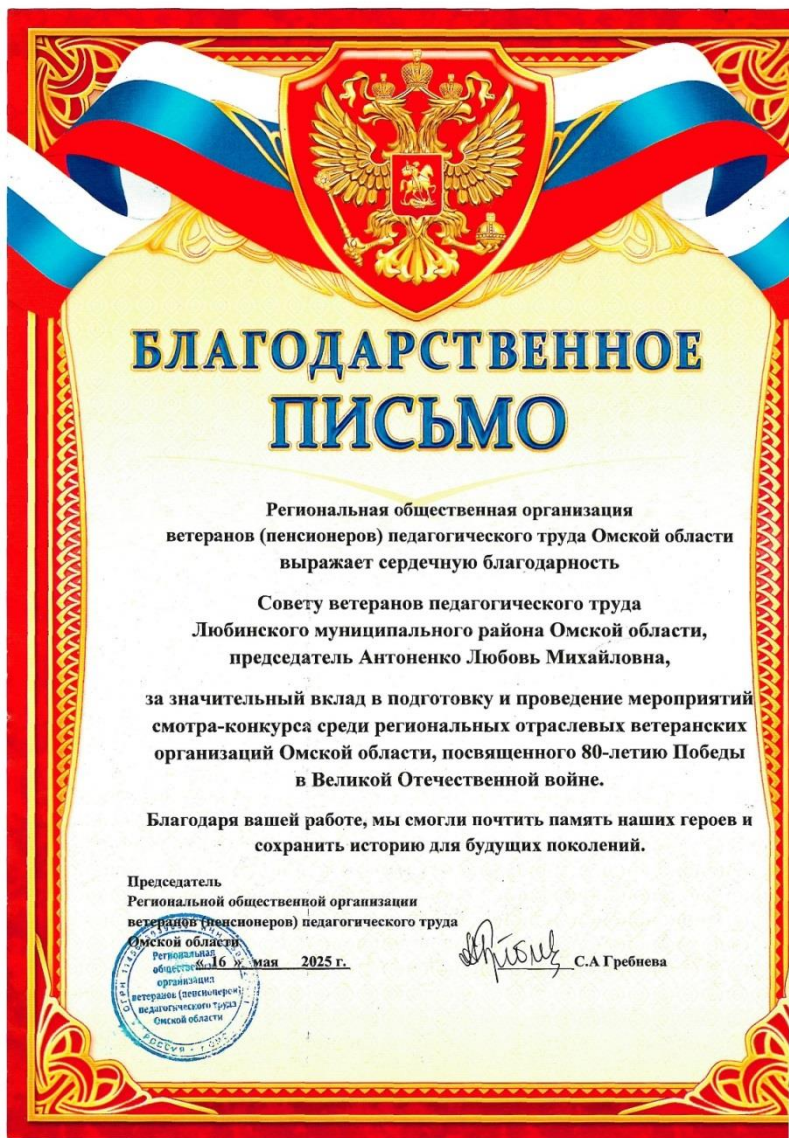 БЛАГОДАРСТВЕННОЕ
ПИСЬМО
Региональная общественная организация
ветеранов (пенсионеров) педагогического труда Омской области
выражает сердечную благодарность
Совету ветеранов педагогического труда
Любинского муниципального района Омской области,
председатель Антоненко Любовь Михайловна,
за значительный вклад в подготовку и проведение мероприятий
смотра-конкурса среди региональных отраслевых ветеранских
организаций Омской области, посвященного 80-летию Победы
в Великой Отечественной войне.
Благодаря вашей работе, мы смогли почтить память наших героев и
сохранить историю для будущих поколений.
Председатель
Региональной общественной организации
ветеранов (пенсионеров) педагогического труда
Омской области
« 16 » мая 2025 г.
С.А Гребнева
Региональная
общественная
организация
ветеранов (пенсионеров)
педагогического труда
Омской области
ОГРН
РОССИЯ